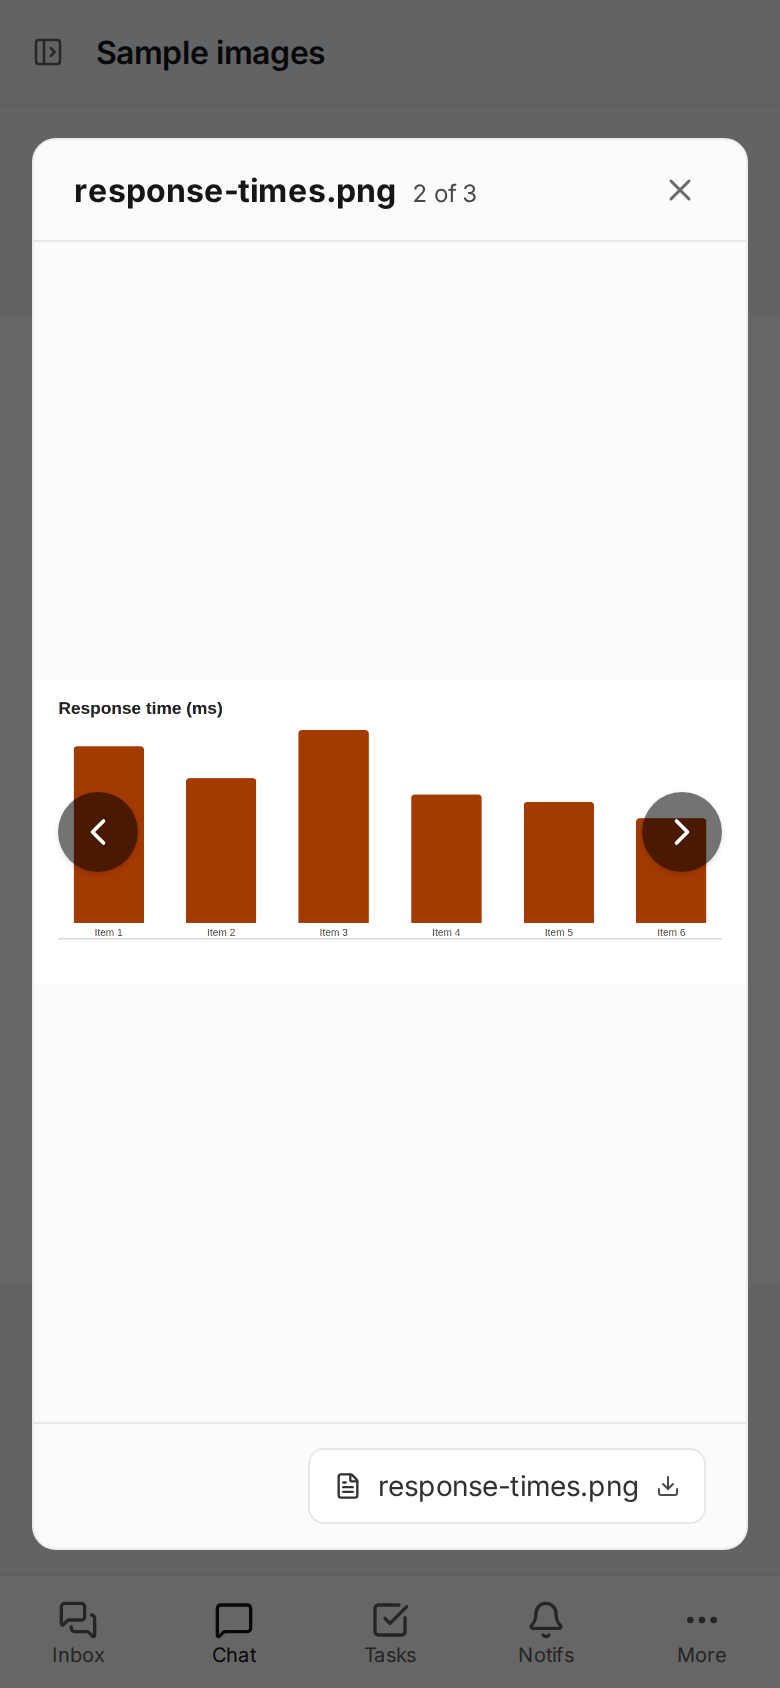 Sample images
response-times.png 2 of 3
Response time (ms)
Item 1 Item 2 Item 3 Item 4 Item 5 Item 6
response-times.png
Inbox Chat Tasks Notifs More